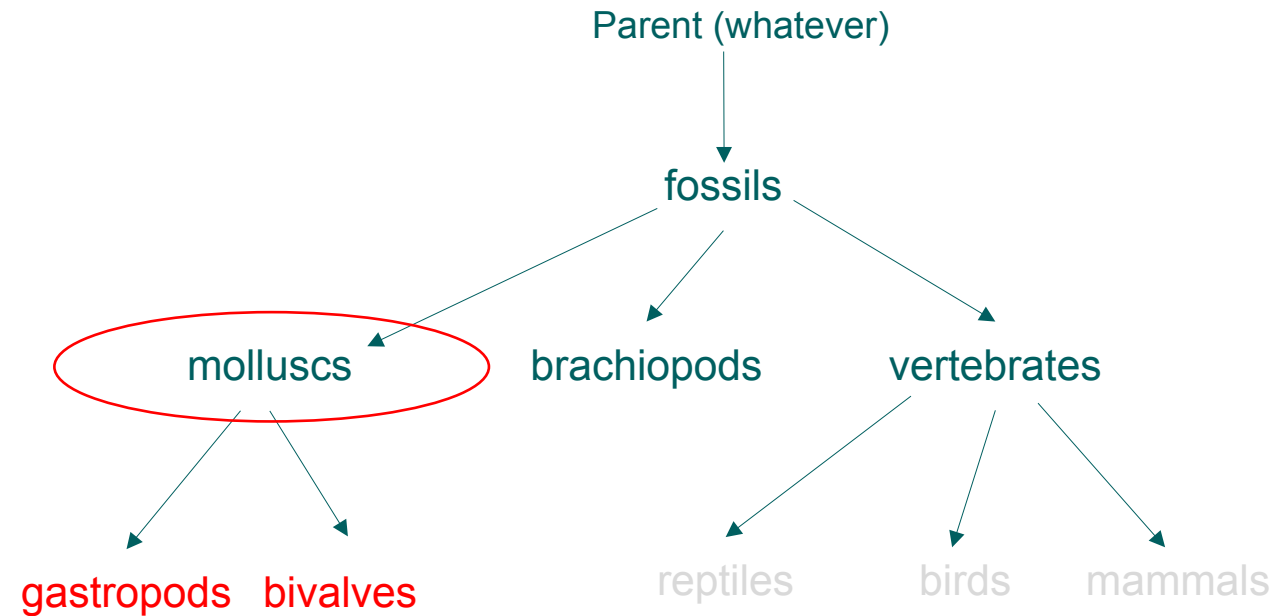 Parent (whatever)
fossils
molluscs brachiopods vertebrates
gastropods bivalves reptiles birds mammals